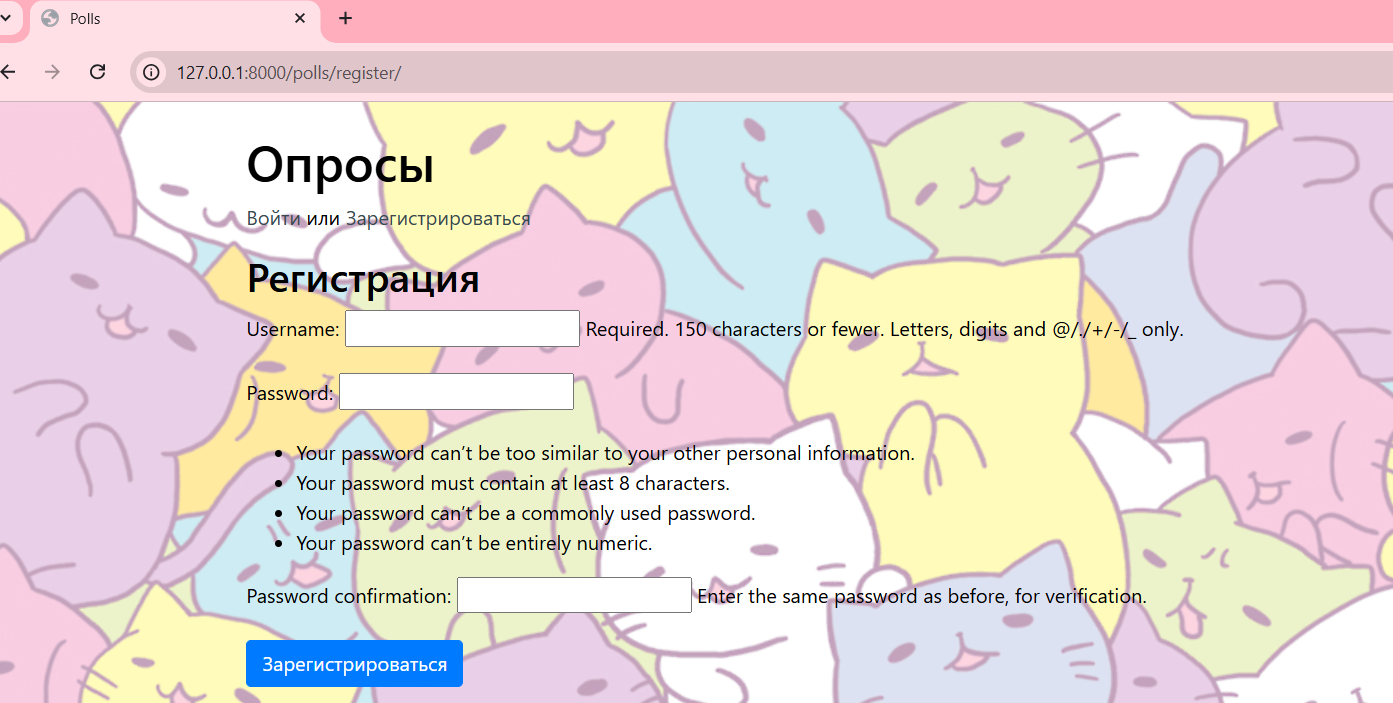 Polls
127.0.0.1:8000/polls/register/
Опросы
Войти или Зарегистрироваться
Регистрация
Username: Required. 150 characters or fewer. Letters, digits and @/./+/-/_ only.
Password:
Your password can’t be too similar to your other personal information.
Your password must contain at least 8 characters.
Your password can’t be a commonly used password.
Your password can’t be entirely numeric.
Password confirmation: Enter the same password as before, for verification.
Зарегистрироваться